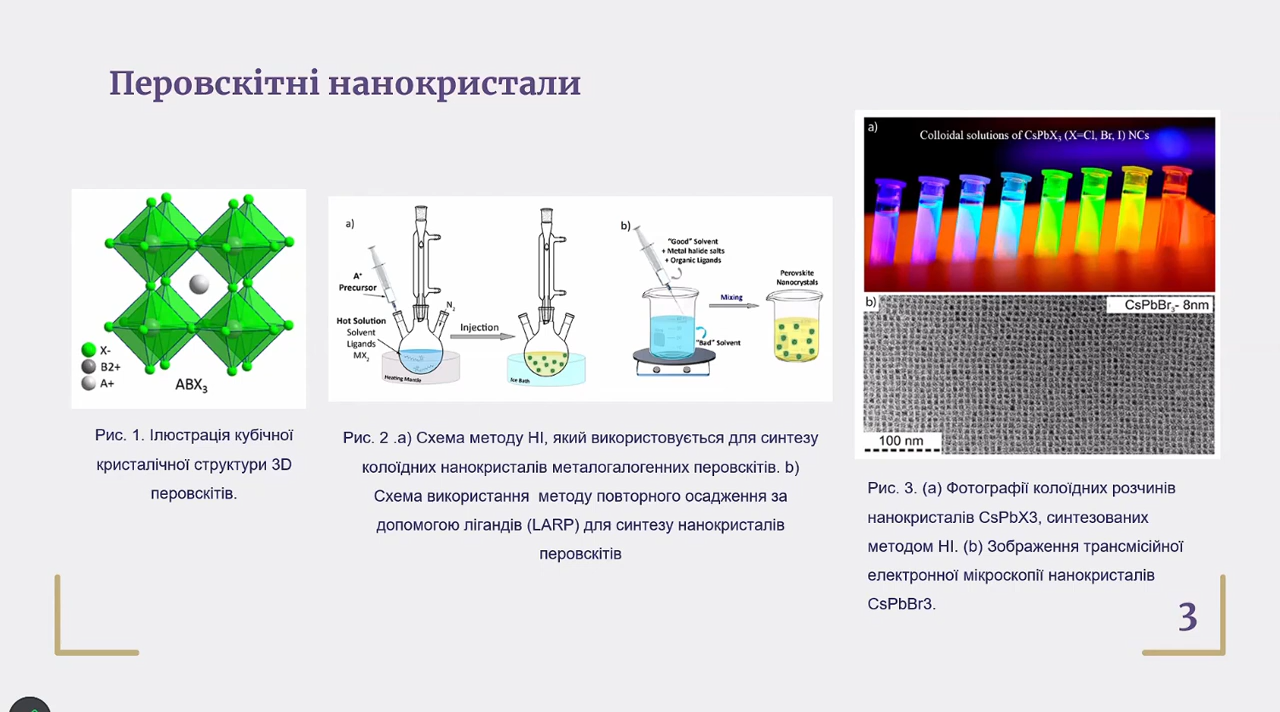 Перовскітні нанокристали
X-
B2+
A+
ABX₃
Рис. 1. Ілюстрація кубічної
кристалічної структури 3D
перовскітів.
a)
A⁺
Precursor
N₂
Hot Solution
Solvent
Ligands
MX₂
Heating Mantle
Injection
Ice Bath
b)
"Good" Solvent
+ Metal halide salts
+ Organic Ligands
Mixing
"Bad" Solvent
Perovskite
Nanocrystals
Рис. 2 .a) Схема методу HI, який використовується для синтезу
колоїдних нанокристалів металогалогенних перовскітів. b)
Схема використання методу повторного осадження за
допомогою лігандів (LARP) для синтезу нанокристалів
перовскітів
a)
Colloidal solutions of CsPbX₃ (X=Cl, Br, I) NCs
b)
CsPbBr₃- 8nm
100 nm
Рис. 3. (a) Фотографії колоїдних розчинів
нанокристалів CsPbX3, синтезованих
методом HI. (b) Зображення трансмісійної
електронної мікроскопії нанокристалів
CsPbBr3.
3